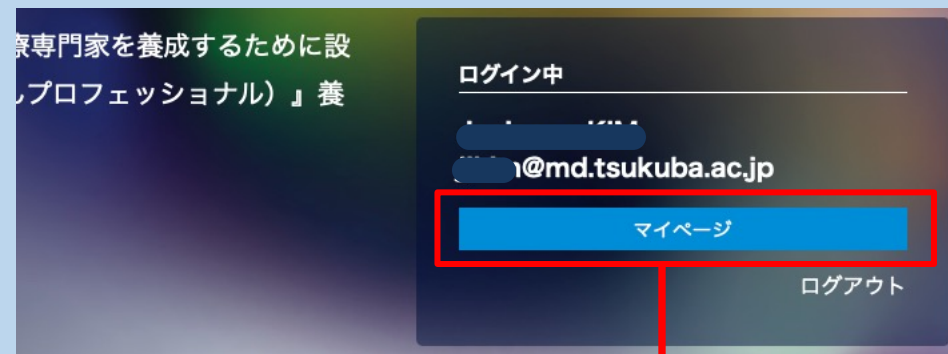 療専門家を養成するために設
んプロフェッショナル）』養
ログイン中
@md.tsukuba.ac.jp
マイページ
ログアウト